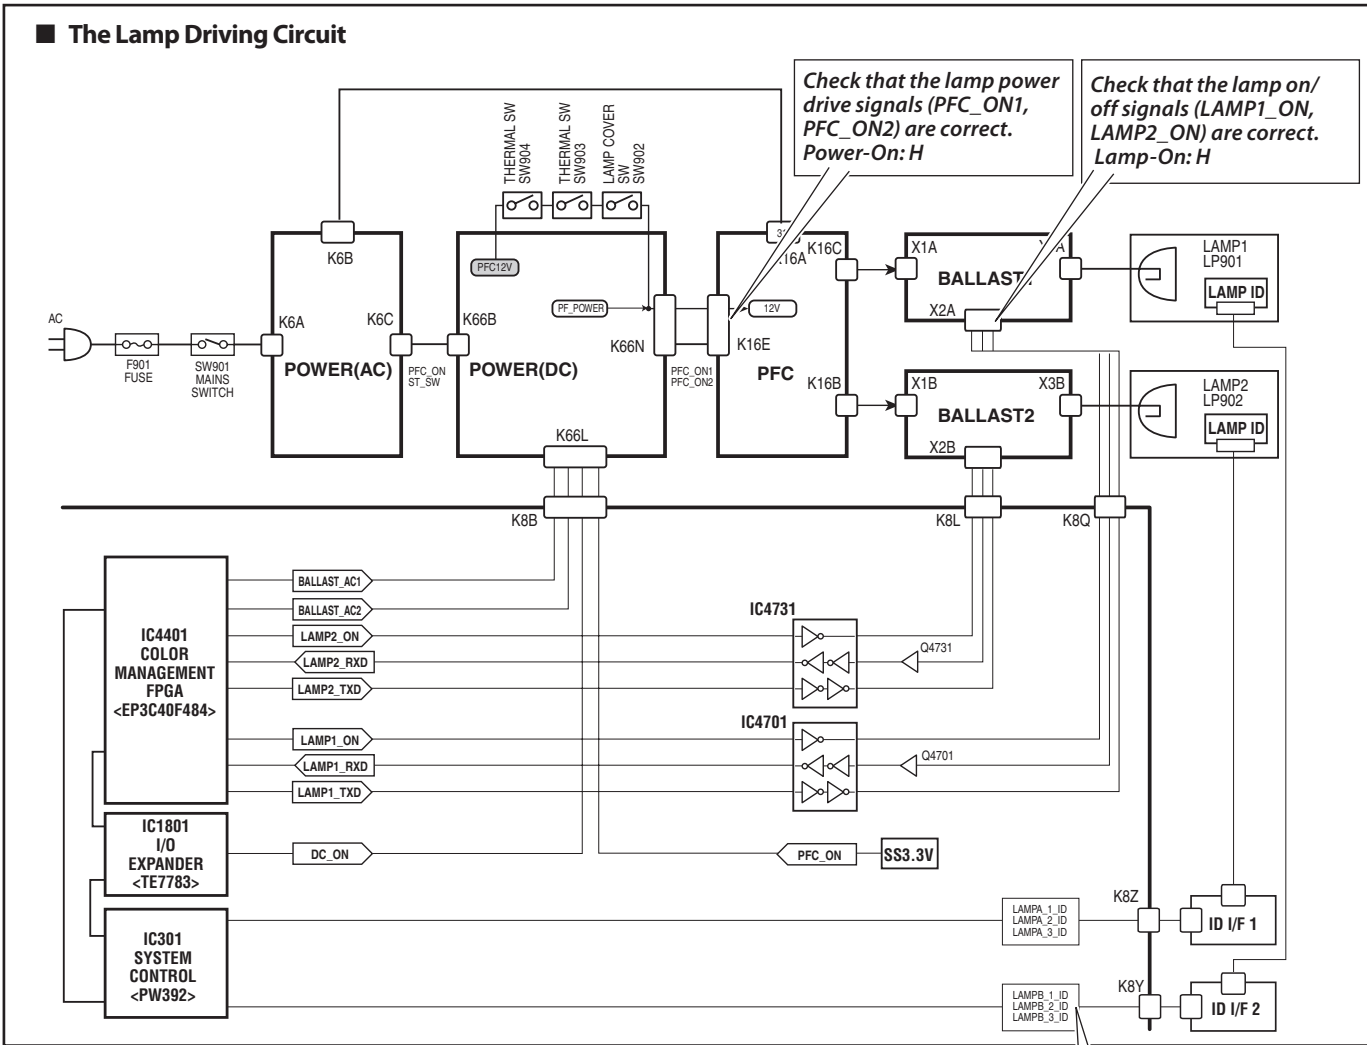 ■ The Lamp Driving Circuit
Check that the lamp power
drive signals (PFC_ON1,
PFC_ON2) are correct.
Power-On: H
Check that the lamp on/
off signals (LAMP1_ON,
LAMP2_ON) are correct.
Lamp-On: H
THERMAL SW
SW904
THERMAL SW
SW903
LAMP COVER
SW
SW902
K6B
PFC12V
PF_POWER
K16A
K16C
12V
X1A
BALLAST
X2A
LAMP1
LP901
LAMP ID
AC
F901
FUSE
SW901
MAINS
SWITCH
K6A
K6C
POWER(AC)
PFC_ON
ST_SW
K66B
POWER(DC)
K66N
PFC_ON1
PFC_ON2
K16E
PFC
K16B
X1B
X3B
BALLAST2
X2B
LAMP2
LP902
LAMP ID
K66L
K8B
K8L
K8Q
IC4401
COLOR
MANAGEMENT
FPGA
<EP3C40F484>
BALLAST_AC1
BALLAST_AC2
LAMP2_ON
LAMP2_RXD
LAMP2_TXD
IC4731
Q4731
LAMP1_ON
LAMP1_RXD
LAMP1_TXD
IC4701
Q4701
IC1801
I/O
EXPANDER
<TE7783>
DC_ON
PFC_ON
SS3.3V
IC301
SYSTEM
CONTROL
<PW392>
LAMPA_1_ID
LAMPA_2_ID
LAMPA_3_ID
K8Z
ID I/F 1
LAMPB_1_ID
LAMPB_2_ID
LAMPB_3_ID
K8Y
ID I/F 2